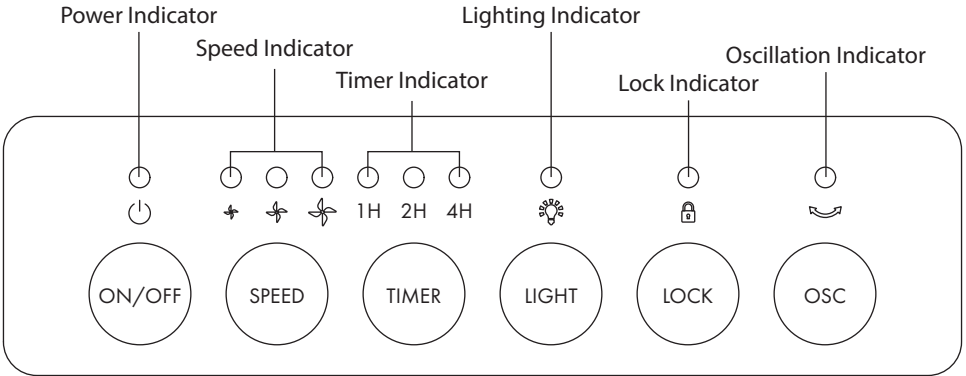 Power Indicator
Lighting Indicator
Speed Indicator
Oscillation Indicator
Timer Indicator
Lock Indicator
1H 2H 4H
ON/OFF SPEED TIMER LIGHT LOCK OSC